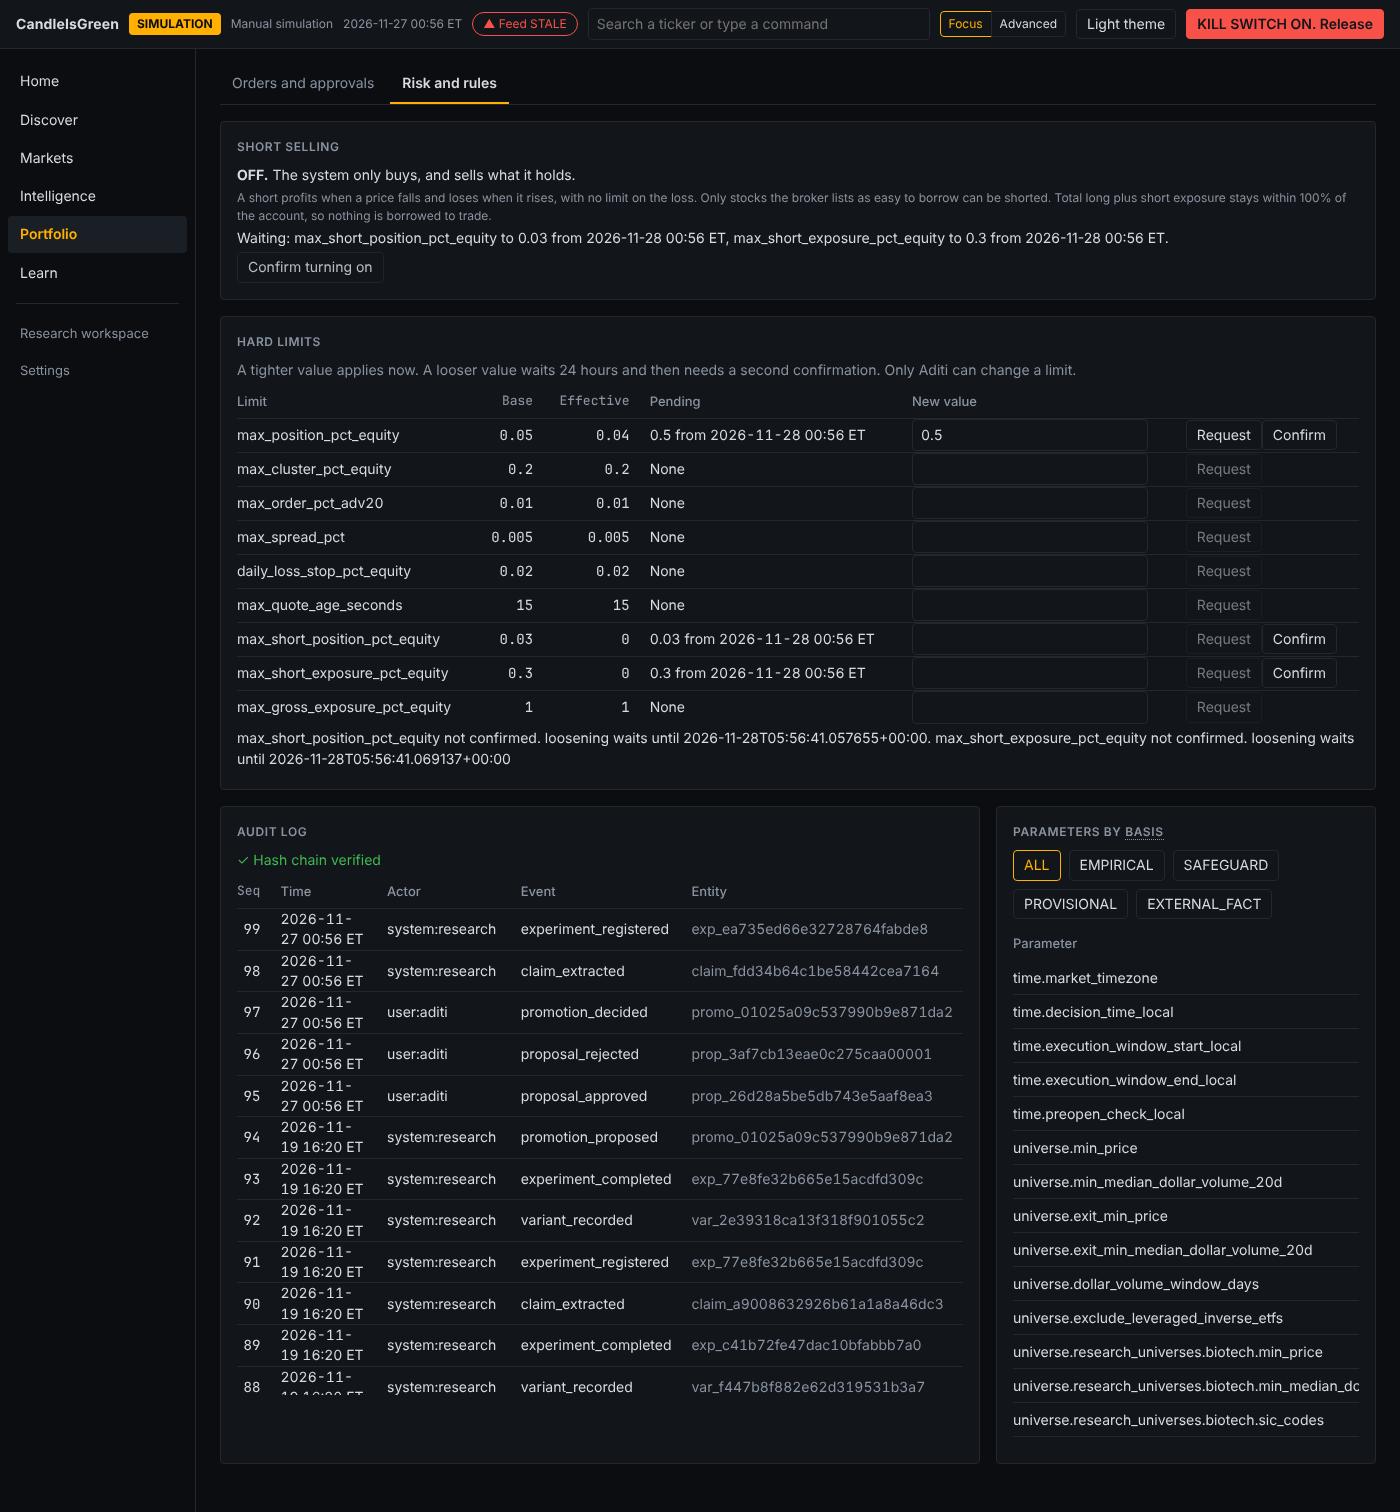 CandleIsGreen SIMULATION Manual simulation 2026-11-27 00:56 ET ▲ Feed STALE Search a ticker or type a command Focus Advanced Light theme KILL SWITCH ON. Release
Home
Discover
Markets
Intelligence
Portfolio
Learn
Research workspace
Settings
Orders and approvals Risk and rules
SHORT SELLING
OFF. The system only buys, and sells what it holds.
A short profits when a price falls and loses when it rises, with no limit on the loss. Only stocks the broker lists as easy to borrow can be shorted. Total long plus short exposure stays within 100% of
the account, so nothing is borrowed to trade.
Waiting: max_short_position_pct_equity to 0.03 from 2026-11-28 00:56 ET, max_short_exposure_pct_equity to 0.3 from 2026-11-28 00:56 ET.
Confirm turning on
HARD LIMITS
A tighter value applies now. A looser value waits 24 hours and then needs a second confirmation. Only Aditi can change a limit.
Limit Base Effective Pending New value
max_position_pct_equity 0.05 0.04 0.5 from 2026-11-28 00:56 ET 0.5 Request Confirm
max_cluster_pct_equity 0.2 0.2 None Request
max_order_pct_adv20 0.01 0.01 None Request
max_spread_pct 0.005 0.005 None Request
daily_loss_stop_pct_equity 0.02 0.02 None Request
max_quote_age_seconds 15 15 None Request
max_short_position_pct_equity 0.03 0 0.03 from 2026-11-28 00:56 ET Request Confirm
max_short_exposure_pct_equity 0.3 0 0.3 from 2026-11-28 00:56 ET Request Confirm
max_gross_exposure_pct_equity 1 1 None Request
max_short_position_pct_equity not confirmed. loosening waits until 2026-11-28T05:56:41.057655+00:00. max_short_exposure_pct_equity not confirmed. loosening waits
until 2026-11-28T05:56:41.069137+00:00
AUDIT LOG
✓ Hash chain verified
Seq Time Actor Event Entity
99 2026-11-27 00:56 ET system:research experiment_registered exp_ea735ed66e32728764fabde8
98 2026-11-27 00:56 ET system:research claim_extracted claim_fdd34b64c1be58442cea7164
97 2026-11-27 00:56 ET user:aditi promotion_decided promo_01025a09c537990b9e871da2
96 2026-11-27 00:56 ET user:aditi proposal_rejected prop_3af7cb13eae0c275caa00001
95 2026-11-27 00:56 ET user:aditi proposal_approved prop_26d28a5be5db743e5aaf8ea3
94 2026-11-19 16:20 ET system:research promotion_proposed promo_01025a09c537990b9e871da2
93 2026-11-19 16:20 ET system:research experiment_completed exp_77e8fe32b665e15acdfd309c
92 2026-11-19 16:20 ET system:research variant_recorded var_2e39318ca13f318f901055c2
91 2026-11-19 16:20 ET system:research experiment_registered exp_77e8fe32b665e15acdfd309c
90 2026-11-19 16:20 ET system:research claim_extracted claim_a9008632926b61a1a8a46dc3
89 2026-11-19 16:20 ET system:research experiment_completed exp_c41b72fe47dac10bfabbb7a0
88 2026-11- system:research variant_recorded var_f447b8f882e62d319531b3a7
PARAMETERS BY BASIS
ALL EMPIRICAL SAFEGUARD
PROVISIONAL EXTERNAL_FACT
Parameter
time.market_timezone
time.decision_time_local
time.execution_window_start_local
time.execution_window_end_local
time.preopen_check_local
universe.min_price
universe.min_median_dollar_volume_20d
universe.exit_min_price
universe.exit_min_median_dollar_volume_20d
universe.dollar_volume_window_days
universe.exclude_leveraged_inverse_etfs
universe.research_universes.biotech.min_price
universe.research_universes.biotech.min_median_dc
universe.research_universes.biotech.sic_codes